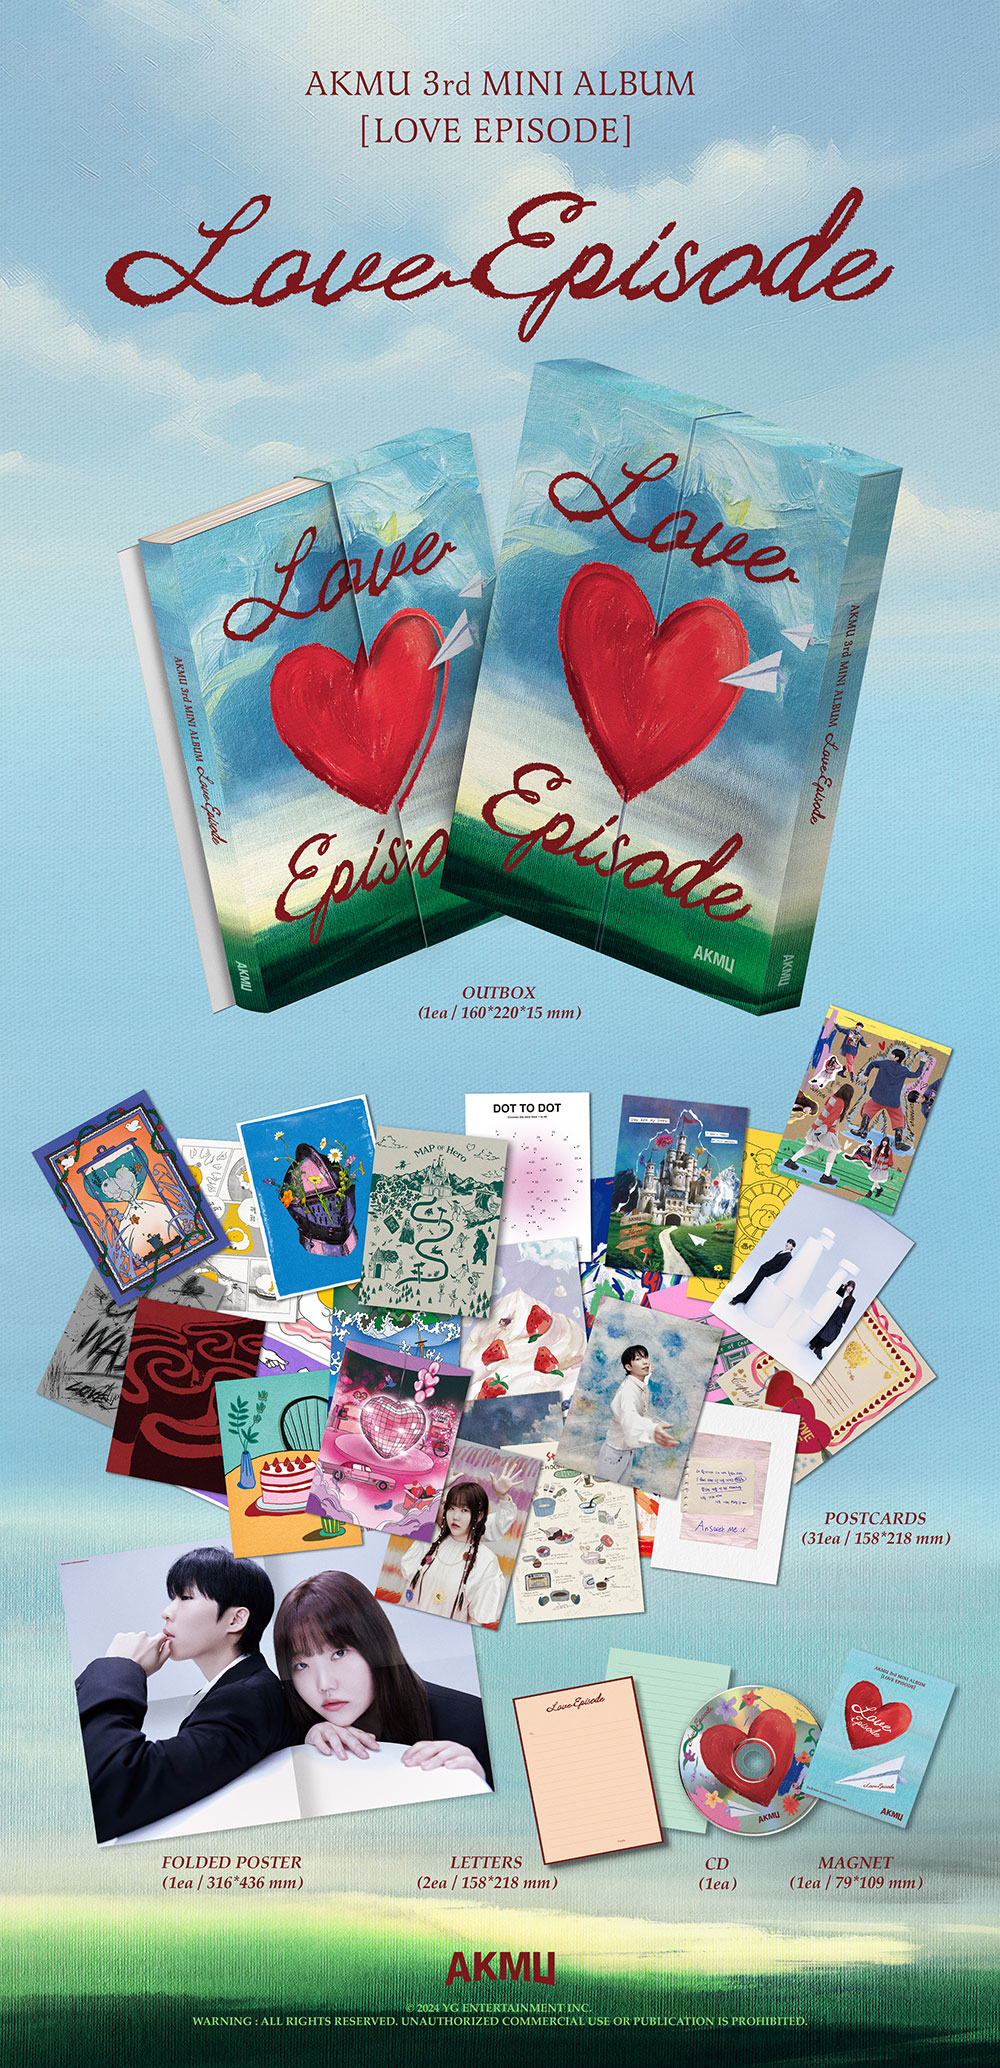 AKMU 3rd MINI ALBUM
[LOVE EPISODE]
Love Episode
Love
Episo
AKMU 3rd MINI ALBUM Love Episode
AKMU
Love
Episode
AKMU
AKMU 3rd MINI ALBUM Love Episode
AKMU
OUTBOX
(1ea / 160*220*15 mm)
DOT TO DOT
MAP OF Hero
START
LOVE
Answer Me :(
POSTCARDS
(31ea / 158*218 mm)
Love Episode
AKMU
AKMU 3rd MINI ALBUM
[LOVE EPISODE]
Love
Episode
Love Episode
AKMU
FOLDED POSTER
(1ea / 316*436 mm)
LETTERS
(2ea / 158*218 mm)
CD
(1ea)
MAGNET
(1ea / 79*109 mm)
AKMU
© 2024 YG ENTERTAINMENT INC.
WARNING : ALL RIGHTS RESERVED. UNAUTHORIZED COMMERCIAL USE OR PUBLICATION IS PROHIBITED.